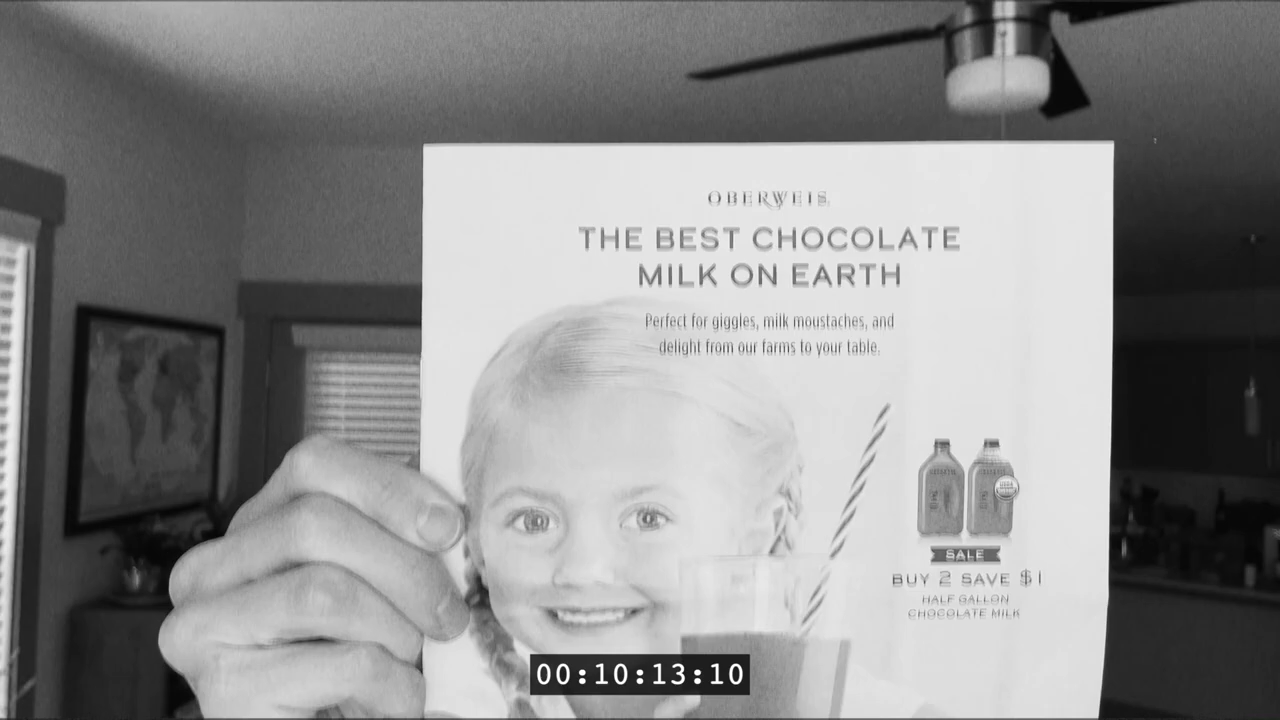 OBERWEIS
THE BEST CHOCOLATE
MILK ON EARTH
Perfect for giggles, milk moustaches, and
delight from our farms to your table.
SALE
BUY 2 SAVE $1
HALF GALLON
CHOCOLATE MILK
00:10:13:10